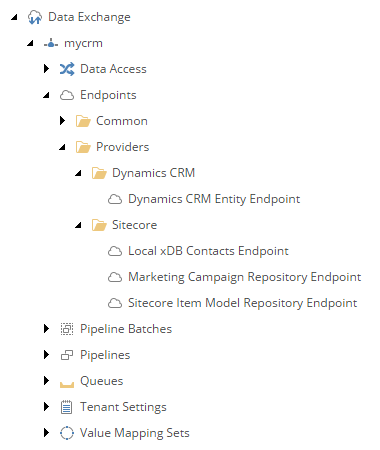 Data Exchange
mycrm
Data Access
Endpoints
Common
Providers
Dynamics CRM
Dynamics CRM Entity Endpoint
Sitecore
Local xDB Contacts Endpoint
Marketing Campaign Repository Endpoint
Sitecore Item Model Repository Endpoint
Pipeline Batches
Pipelines
Queues
Tenant Settings
Value Mapping Sets